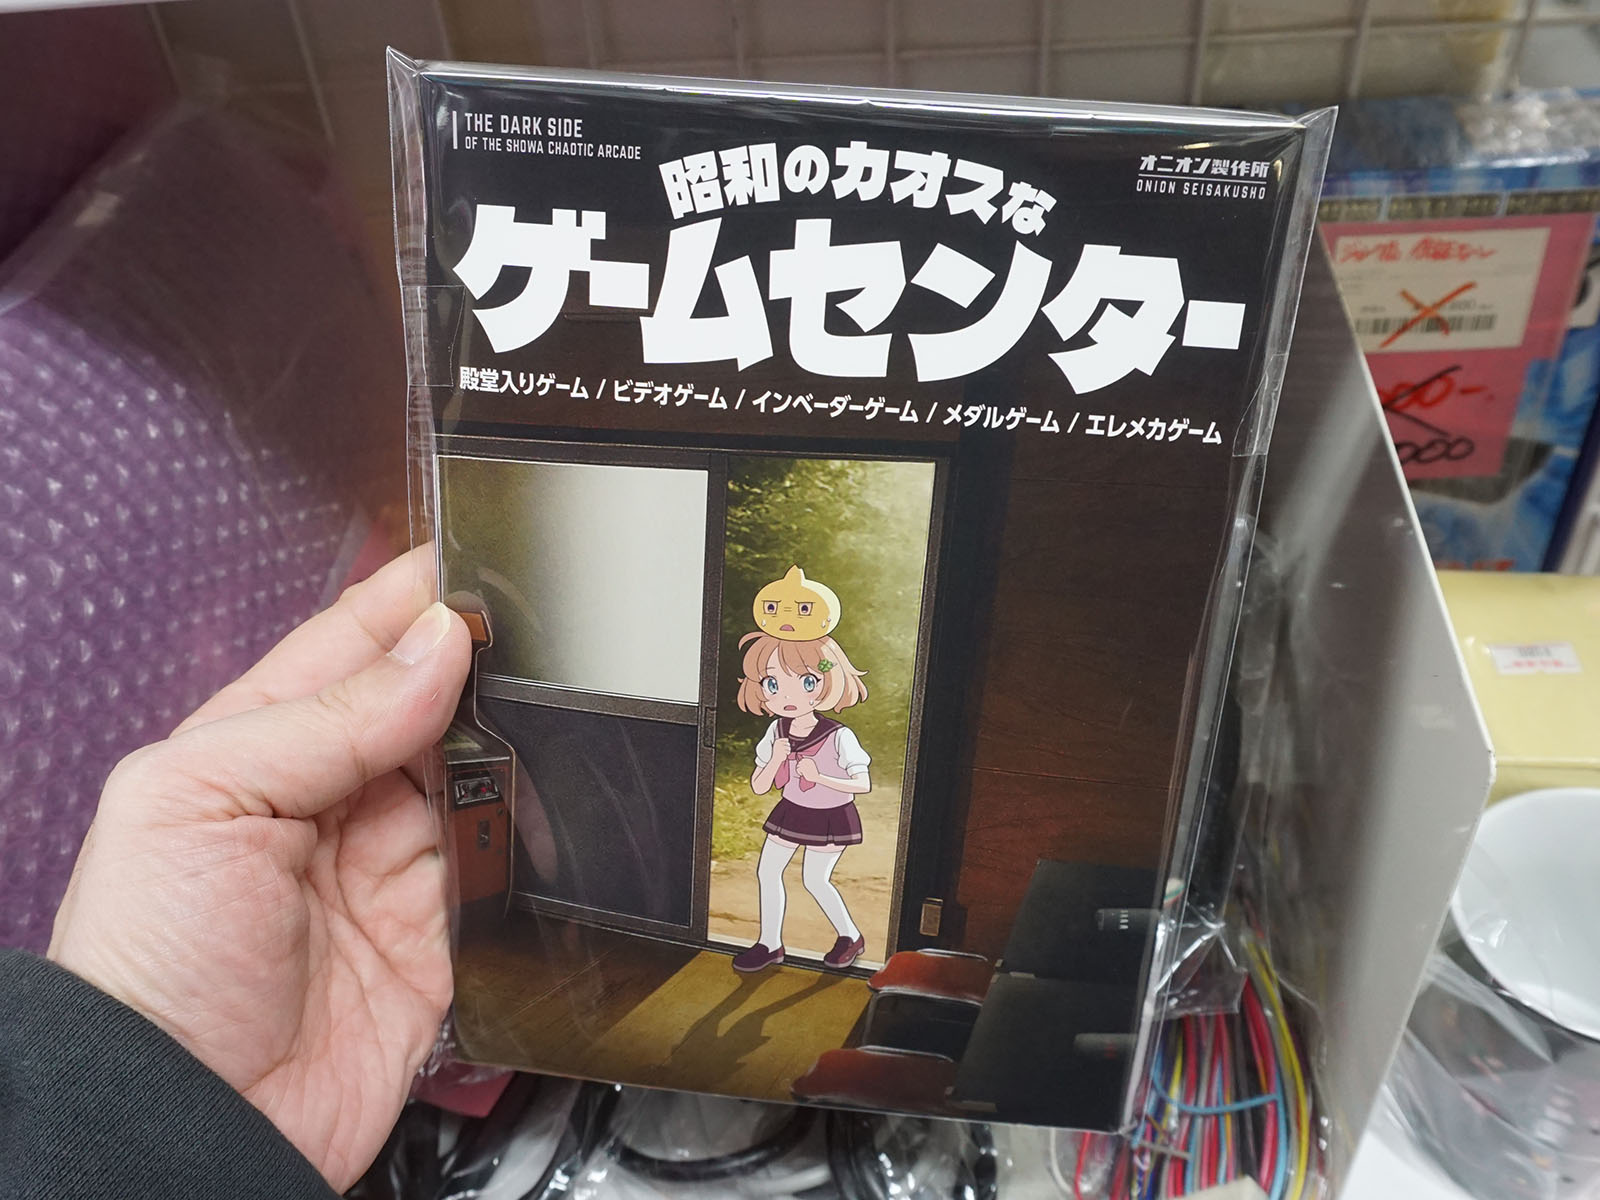 THE DARK SIDE
OF THE SHOWA CHAOTIC ARCADE
オニオン製作所
ONION SEISAKUSHO
昭和のカオスな
ゲームセンター
殿堂入りゲーム / ビデオゲーム / インベーダーゲーム / メダルゲーム / エレメカゲーム